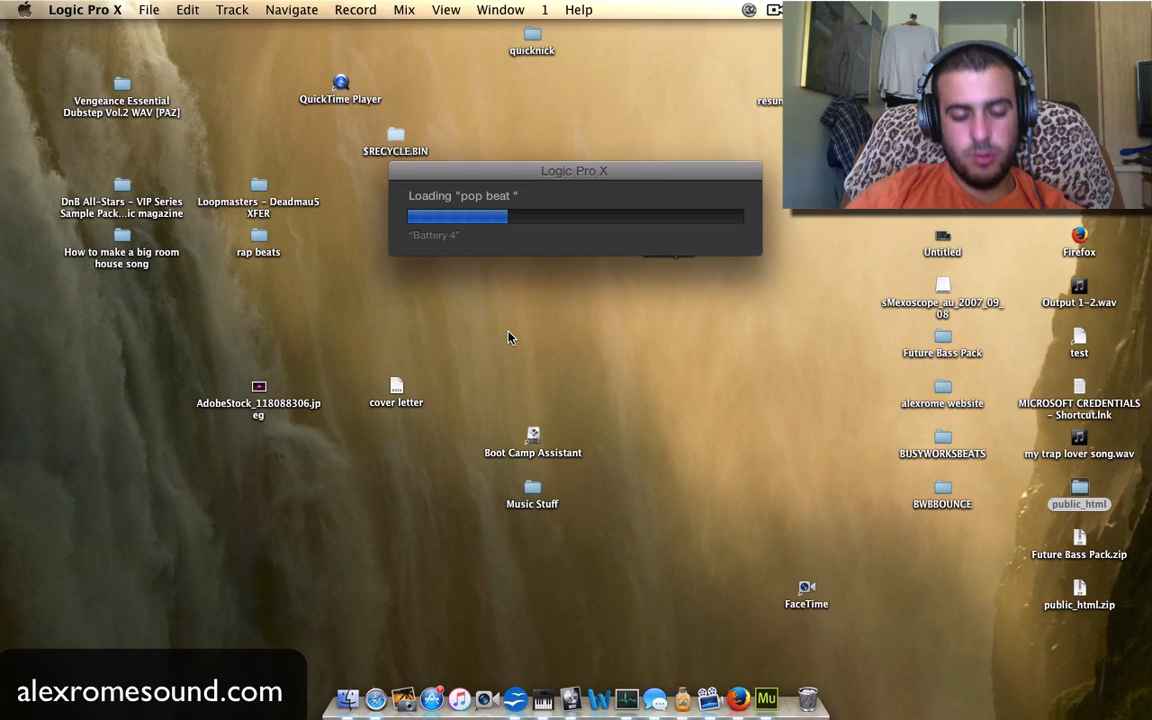 Logic Pro X File Edit Track Navigate Record Mix View Window 1 Help
quicknick
Vengeance Essential
Dubstep Vol.2 WAV [PAZ]
QuickTime Player
$RECYCLE.BIN
Logic Pro X
Loading "pop beat "
"Battery 4"
DnB All-Stars - VIP Series
Sample Pack...ic magazine
Loopmasters - Deadmau5
XFER
How to make a big room
house song
rap beats
Untitled
Firefox
sMexoscope_au_2007_09_
08
Output 1-2.wav
Future Bass Pack
test
AdobeStock_118088306.jp
eg
cover letter
alexrome website
MICROSOFT CREDENTIALS
- Shortcut.lnk
Boot Camp Assistant
BUSYWORKSBEATS
my trap lover song.wav
Music Stuff
BWBBOUNCE
public_html
Future Bass Pack.zip
FaceTime
public_html.zip
alexromesound.com
Mu